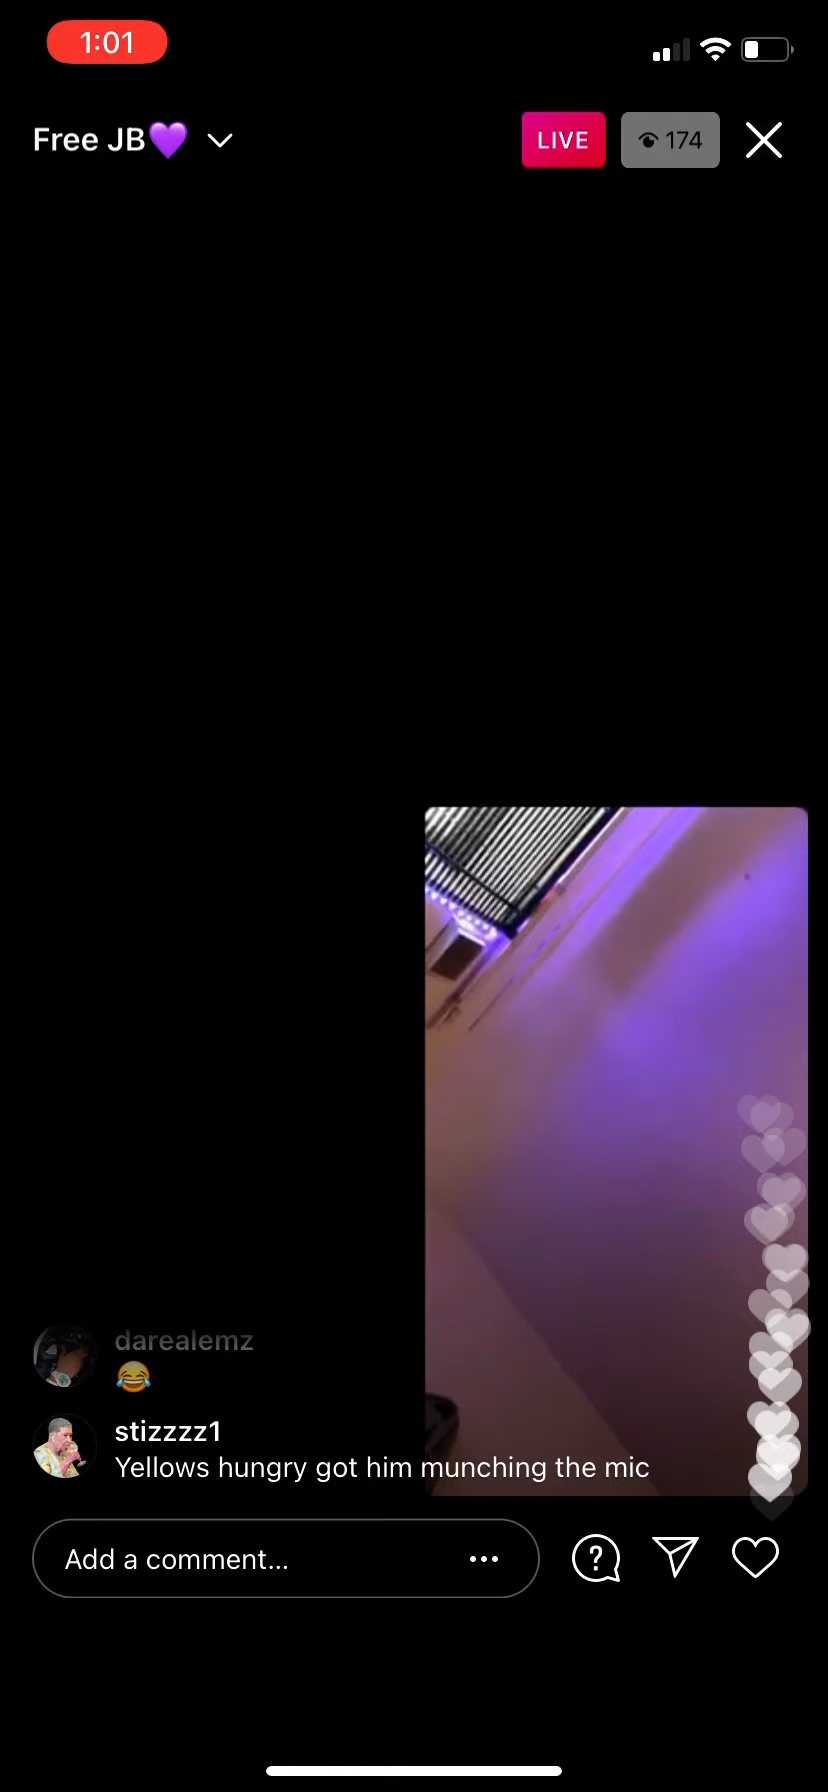 1:01
Free JB💜
LIVE
174
darealemz
😂
stizzzz1
Yellows hungry got him munching the mic
Add a comment...